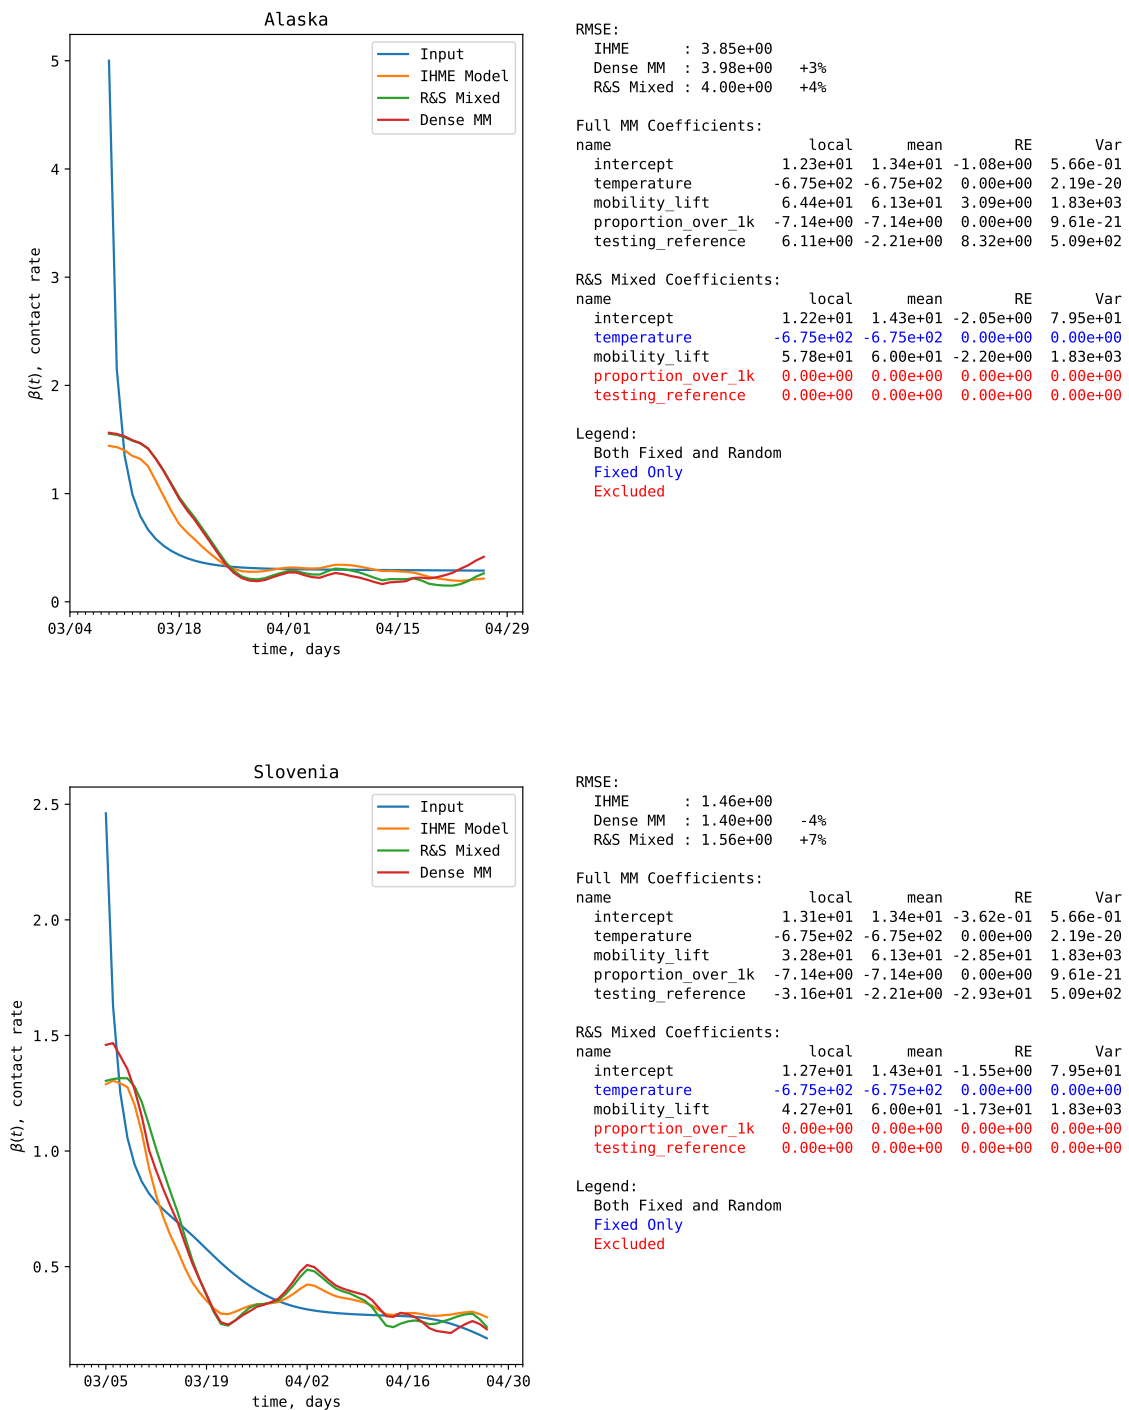 Alaska
5
4
3
2
1
0
β(t), contact rate
03/04 03/18 04/01 04/15 04/29
time, days
Input
IHME Model
R&S Mixed
Dense MM
RMSE:
IHME : 3.85e+00
Dense MM : 3.98e+00 +3%
R&S Mixed : 4.00e+00 +4%
Full MM Coefficients:
name local mean RE Var
intercept 1.23e+01 1.34e+01 -1.08e+00 5.66e-01
temperature -6.75e+02 -6.75e+02 0.00e+00 2.19e-20
mobility_lift 6.44e+01 6.13e+01 3.09e+00 1.83e+03
proportion_over_1k -7.14e+00 -7.14e+00 0.00e+00 9.61e-21
testing_reference 6.11e+00 -2.21e+00 8.32e+00 5.09e+02
R&S Mixed Coefficients:
name local mean RE Var
intercept 1.22e+01 1.43e+01 -2.05e+00 7.95e+01
temperature -6.75e+02 -6.75e+02 0.00e+00 0.00e+00
mobility_lift 5.78e+01 6.00e+01 -2.20e+00 1.83e+03
proportion_over_1k 0.00e+00 0.00e+00 0.00e+00 0.00e+00
testing_reference 0.00e+00 0.00e+00 0.00e+00 0.00e+00
Legend:
Both Fixed and Random
Fixed Only
Excluded
Slovenia
2.5
2.0
1.5
1.0
0.5
β(t), contact rate
03/05 03/19 04/02 04/16 04/30
time, days
Input
IHME Model
R&S Mixed
Dense MM
RMSE:
IHME : 1.46e+00
Dense MM : 1.40e+00 -4%
R&S Mixed : 1.56e+00 +7%
Full MM Coefficients:
name local mean RE Var
intercept 1.31e+01 1.34e+01 -3.62e-01 5.66e-01
temperature -6.75e+02 -6.75e+02 0.00e+00 2.19e-20
mobility_lift 3.28e+01 6.13e+01 -2.85e+01 1.83e+03
proportion_over_1k -7.14e+00 -7.14e+00 0.00e+00 9.61e-21
testing_reference -3.16e+01 -2.21e+00 -2.93e+01 5.09e+02
R&S Mixed Coefficients:
name local mean RE Var
intercept 1.27e+01 1.43e+01 -1.55e+00 7.95e+01
temperature -6.75e+02 -6.75e+02 0.00e+00 0.00e+00
mobility_lift 4.27e+01 6.00e+01 -1.73e+01 1.83e+03
proportion_over_1k 0.00e+00 0.00e+00 0.00e+00 0.00e+00
testing_reference 0.00e+00 0.00e+00 0.00e+00 0.00e+00
Legend:
Both Fixed and Random
Fixed Only
Excluded